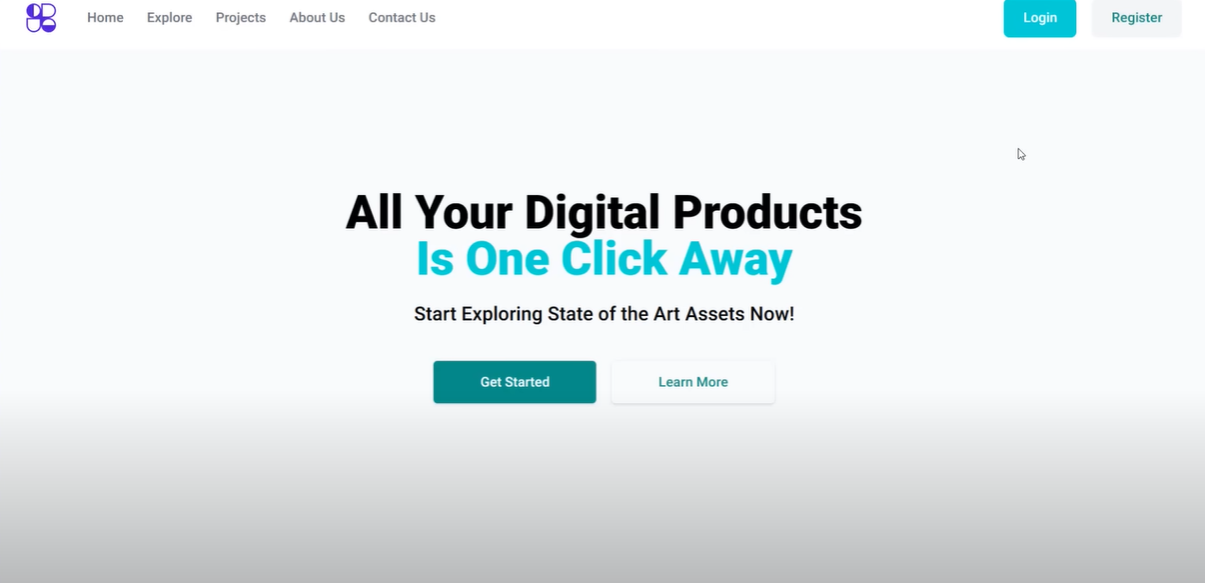 Home Explore Projects About Us Contact Us Login Register
All Your Digital Products
Is One Click Away
Start Exploring State of the Art Assets Now!
Get Started Learn More